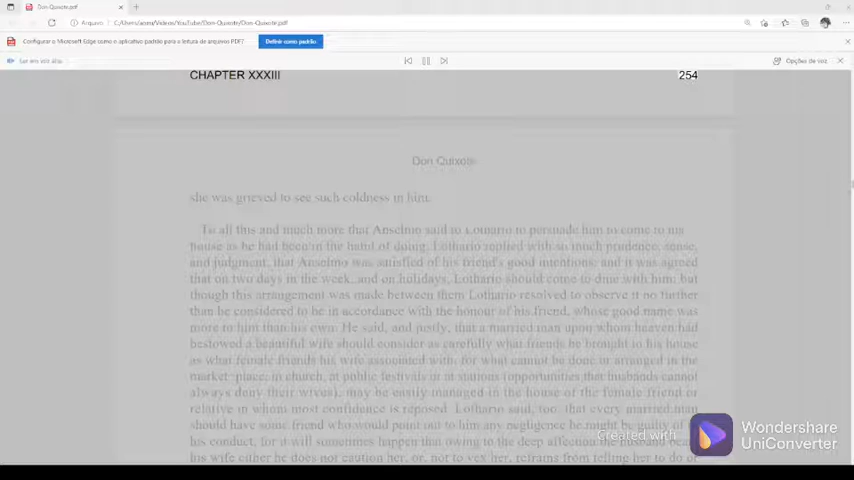 Don-Quixote.pdf
Arquivo
C:/Users/acons/Videos/YouTube/Don-Quixote/Don-Quixote.pdf
Configurar o Microsoft Edge como o aplicativo padrão para a leitura de arquivos PDF?
Definir como padrão
Ler em voz alta
Opções de voz
CHAPTER XXXIII
254
Don Quixote
she was grieved to see such coldness in him.
To all this and much more that Anselmo said to Lothario to persuade him to come to his
house as he had been in the habit of doing, Lothario replied with so much prudence, sense,
and judgment, that Anselmo was satisfied of his friend's good intentions; and it was agreed
that on two days in the week, and on holidays, Lothario should come to dine with him; but
though this arrangement was made between them Lothario resolved to observe it no further
than he considered to be in accordance with the honour of his friend, whose good name was
more to him than his own. He said, and justly, that a married man upon whom heaven had
bestowed a beautiful wife should consider as carefully what friends he brought to his house
as what female friends his wife associated with, for what cannot be done or arranged in the
market-place, in church, at public festivals or at stations (opportunities that husbands cannot
always deny their wives), may be easily managed in the house of the female friend or
relative in whom most confidence is reposed. Lothario said, too, that every married man
should have some friend who would point out to him any negligence he might be guilty of
his conduct, for it will sometimes happen that owing to the deep affection the husband
his wife either he does not caution her, or, not to vex her, refrains from telling her to do or
Created with
Wondershare
UniConverter